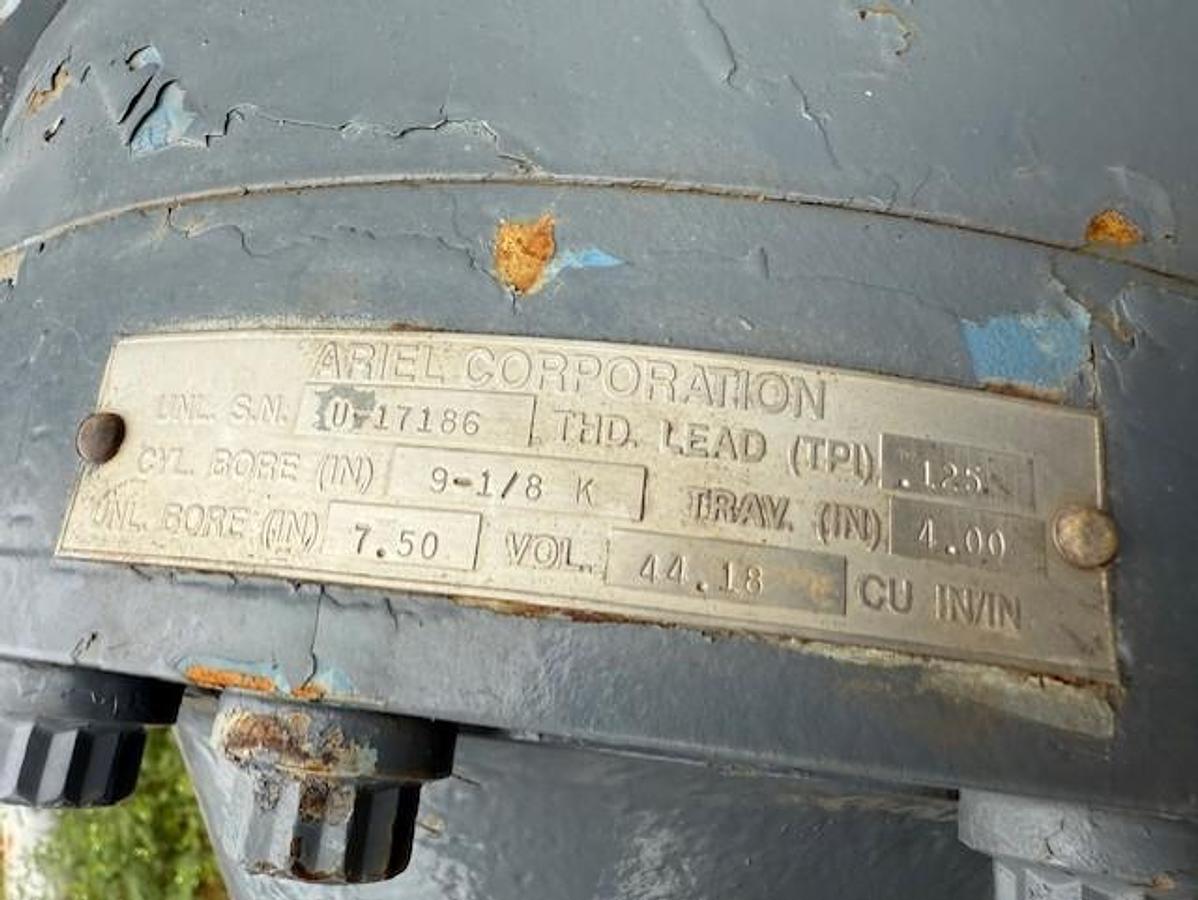 ARIEL CORPORATION
UNL. S.N. U-17186 THD. LEAD (TPI) .125
CYL. BORE (IN) 9-1/8 K TRAV. (IN) 4.00
UNL. BORE (IN) 7.50 VOL. 44.18 CU IN/IN